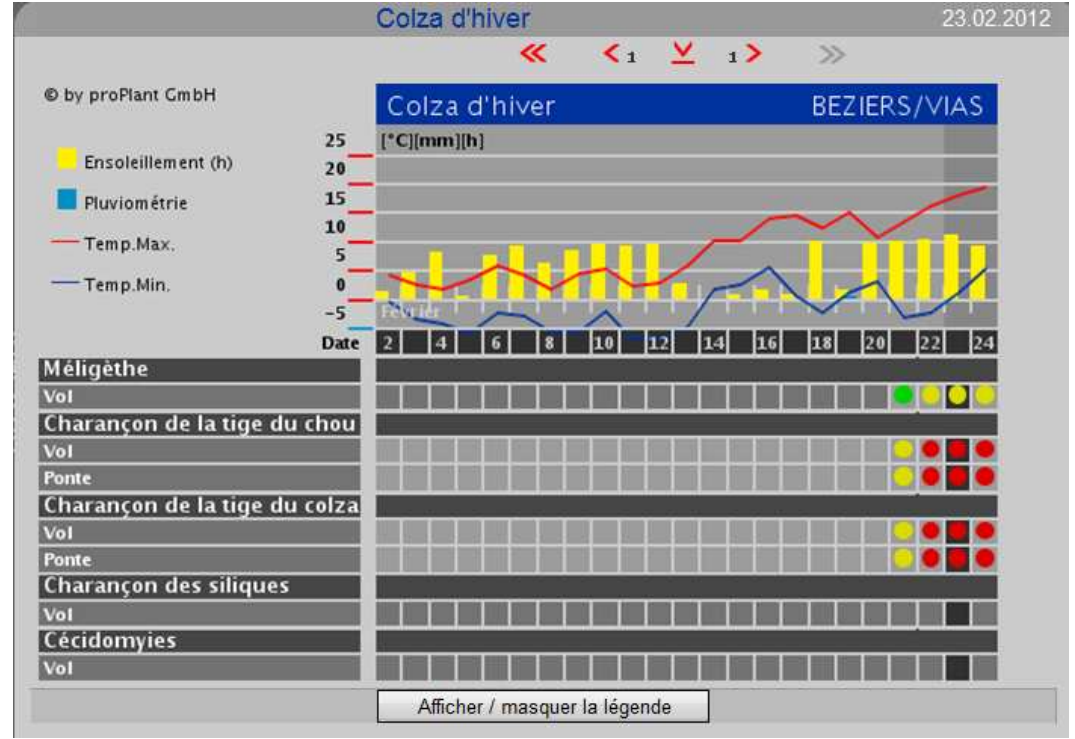 Colza d'hiver 23.02.2012
1 1
© by proPlant GmbH
Colza d'hiver BEZIERS/VIAS
[°C][mm][h]
25
20
15
10
5
0
-5
Ensoleillement (h)
Pluviométrie
Temp.Max.
Temp.Min.
Février
Date 2 4 6 8 10 12 14 16 18 20 22 24
Méligèthe
Vol
Charançon de la tige du chou
Vol
Ponte
Charançon de la tige du colza
Vol
Ponte
Charançon des siliques
Vol
Cécidomyies
Vol
Afficher / masquer la légende